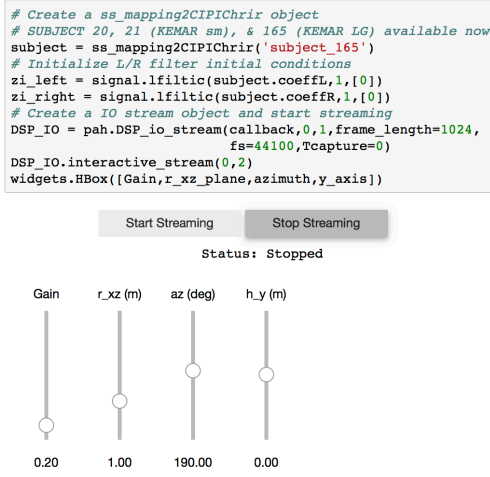 # Create a ss_mapping2CIPIChrir object
# SUBJECT 20, 21 (KEMAR sm), & 165 (KEMAR LG) available now
subject = ss_mapping2CIPIChrir('subject_165')
# Initialize L/R filter initial conditions
zi_left = signal.lfiltic(subject.coeffL,1,[0])
zi_right = signal.lfiltic(subject.coeffR,1,[0])
# Create a IO stream object and start streaming
DSP_IO = pah.DSP_io_stream(callback,0,1,frame_length=1024,
fs=44100,Tcapture=0)
DSP_IO.interactive_stream(0,2)
widgets.HBox([Gain,r_xz_plane,azimuth,y_axis])
Start Streaming Stop Streaming
Status: Stopped
Gain r_xz (m) az (deg) h_y (m)
0.20 1.00 190.00 0.00